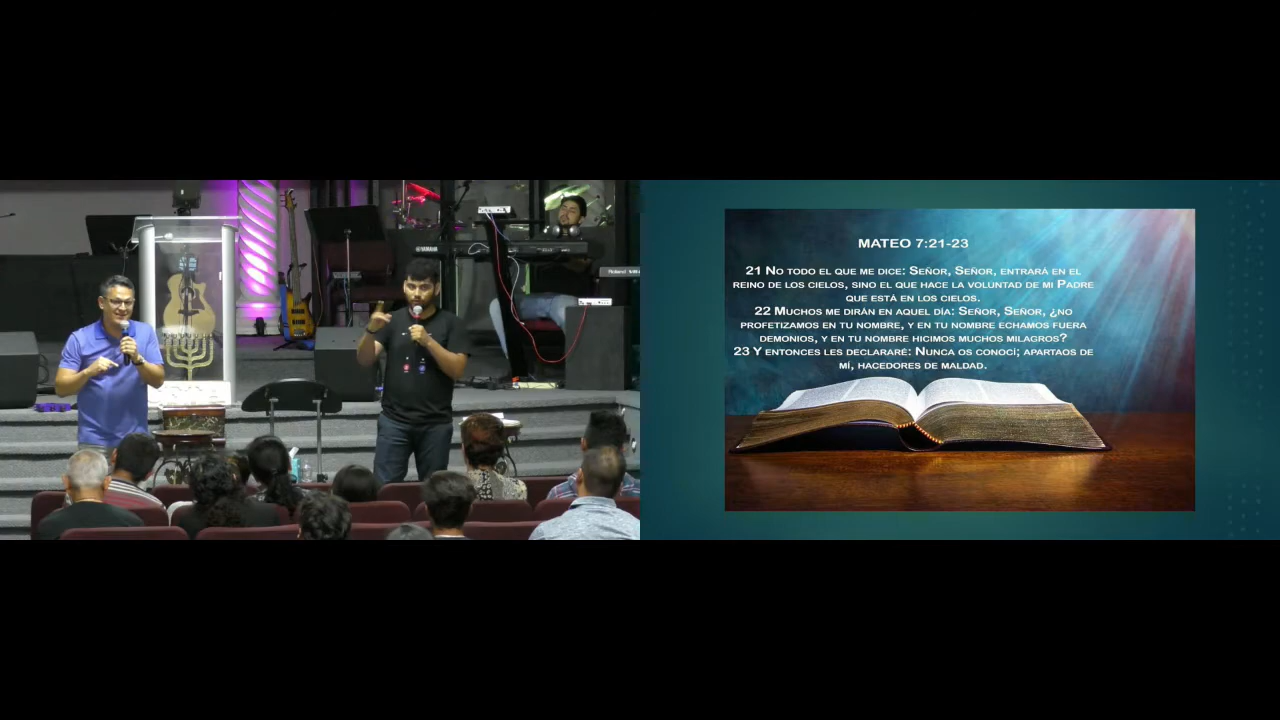 YAMAHA
Roland
MATEO 7:21-23
21 NO TODO EL QUE ME DICE: SEÑOR, SEÑOR, ENTRARÁ EN EL
REINO DE LOS CIELOS, SINO EL QUE HACE LA VOLUNTAD DE MI PADRE
QUE ESTÁ EN LOS CIELOS.
22 MUCHOS ME DIRÁN EN AQUEL DÍA: SEÑOR, SEÑOR, ¿NO
PROFETIZAMOS EN TU NOMBRE, Y EN TU NOMBRE ECHAMOS FUERA
DEMONIOS, Y EN TU NOMBRE HICIMOS MUCHOS MILAGROS?
23 Y ENTONCES LES DECLARARÉ: NUNCA OS CONOCÍ; APARTAOS DE
MÍ, HACEDORES DE MALDAD.